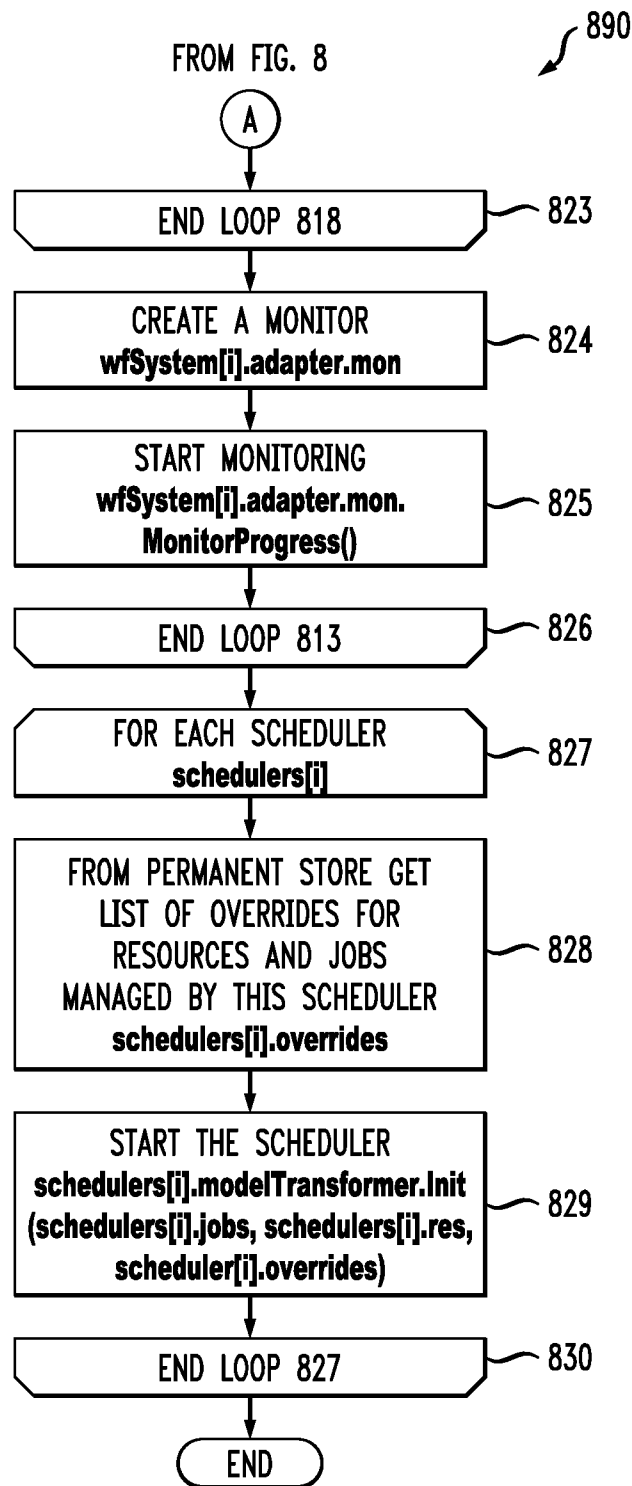 890
FROM FIG. 8
A
END LOOP 818
823
CREATE A MONITOR
wfSystem[i].adapter.mon
824
START MONITORING
wfSystem[i].adapter.mon.
MonitorProgress()
825
END LOOP 813
826
FOR EACH SCHEDULER
schedulers[i]
827
FROM PERMANENT STORE GET
LIST OF OVERRIDES FOR
RESOURCES AND JOBS
MANAGED BY THIS SCHEDULER
schedulers[i].overrides
828
START THE SCHEDULER
schedulers[i].modelTransformer.Init
(schedulers[i].jobs, schedulers[i].res,
scheduler[i].overrides)
829
END LOOP 827
830
END